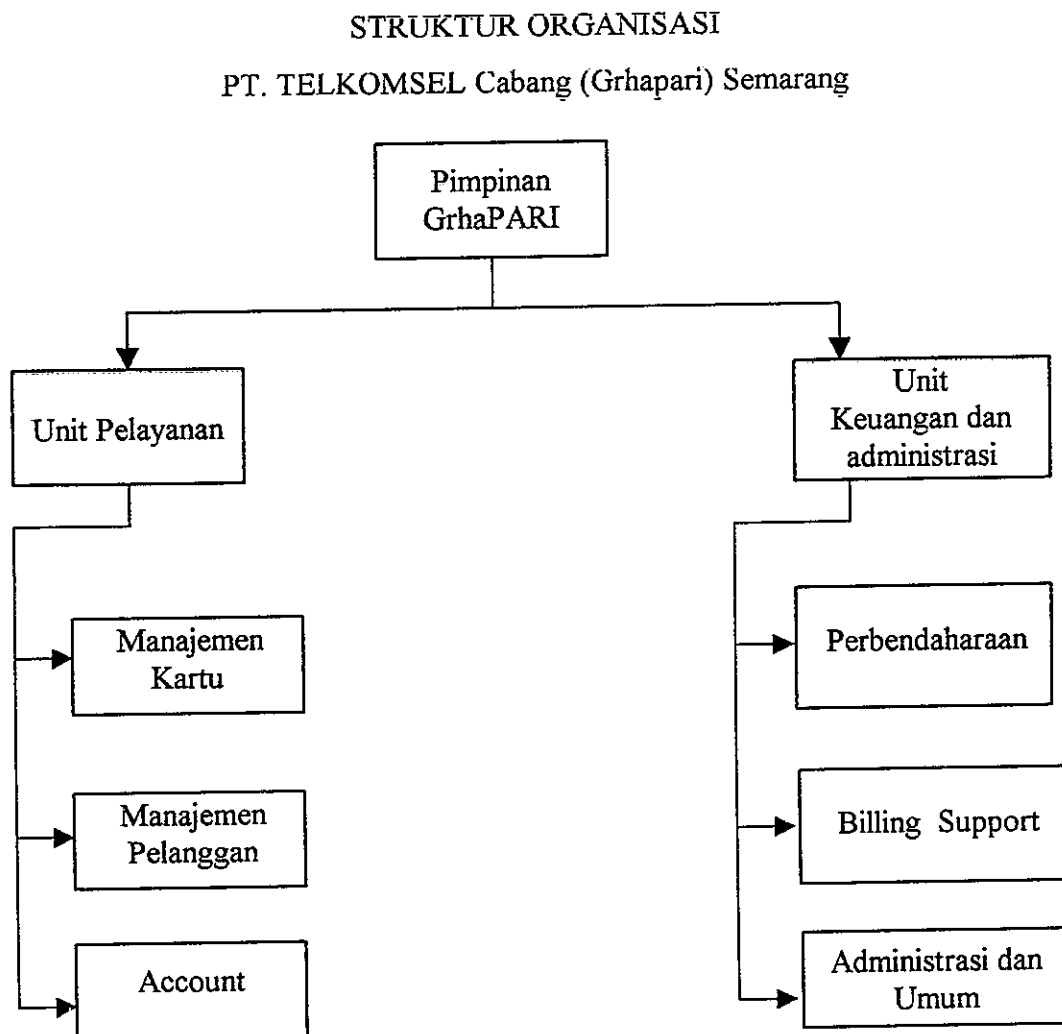 STRUKTUR ORGANISASI
PT. TELKOMSEL Cabang (Grhapari) Semarang
Pimpinan
GrhaPARI
Unit Pelayanan
Unit
Keuangan dan
administrasi
Manajemen
Kartu
Manajemen
Pelanggan
Account
Perbendaharaan
Billing Support
Administrasi dan
Umum